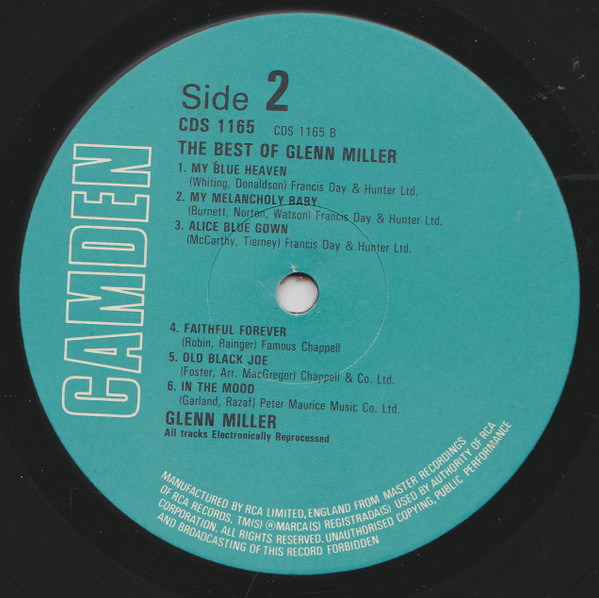 Side 2
CDS 1165 CDS 1165 B
THE BEST OF GLENN MILLER
1. MY BLUE HEAVEN
(Whiting, Donaldson) Francis Day & Hunter Ltd.
2. MY MELANCHOLY BABY
(Burnett, Norton, Watson) Francis Day & Hunter Ltd.
3. ALICE BLUE GOWN
(McCarthy, Tierney) Francis Day & Hunter Ltd.
CAMDEN
4. FAITHFUL FOREVER
(Robin, Rainger) Famous Chappell
5. OLD BLACK JOE
(Foster, Arr. MacGregor) Chappell & Co. Ltd.
6. IN THE MOOD
(Garland, Razaf) Peter Maurice Music Co. Ltd.
GLENN MILLER
All tracks Electronically Reprocessed
MANUFACTURED BY RCA LIMITED, ENGLAND FROM MASTER RECORDINGS
OF RCA RECORDS. TM(S) ® MARCA(S) REGISTRADA(S) USED BY AUTHORITY OF RCA
CORPORATION. ALL RIGHTS RESERVED. UNAUTHORISED COPYING, PUBLIC PERFORMANCE
AND BROADCASTING OF THIS RECORD FORBIDDEN